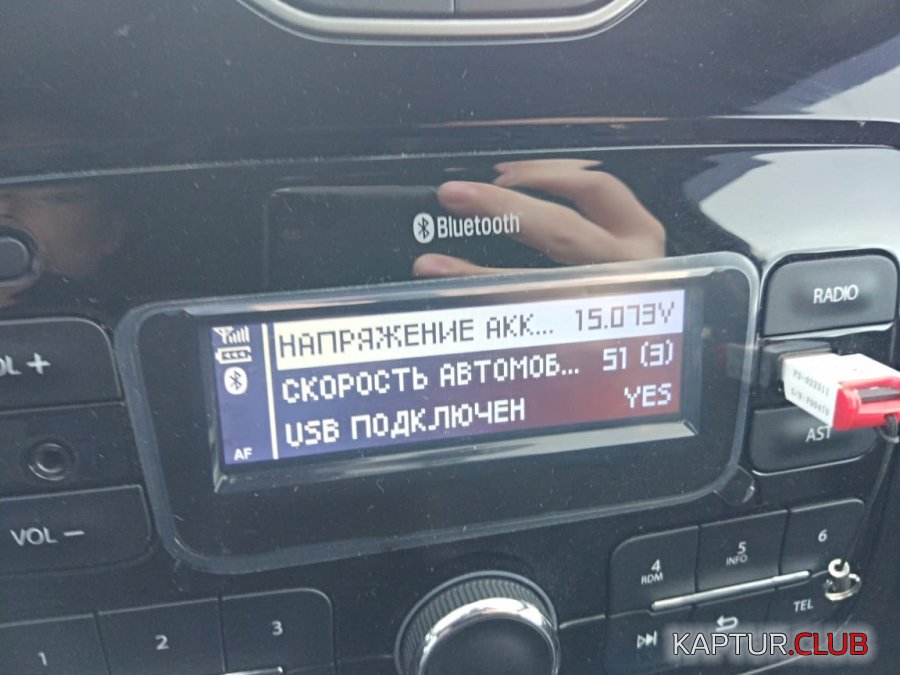 Bluetooth
RADIO
НАПРЯЖЕНИЕ АКК... 15.073V
СКОРОСТЬ АВТОМОБ... 51 (3)
USB ПОДКЛЮЧЕН YES
AF
OL +
AST
VOL −
1
2
3
4
RDM
5
INFO
6
TEL
KAPTUR.CLUB